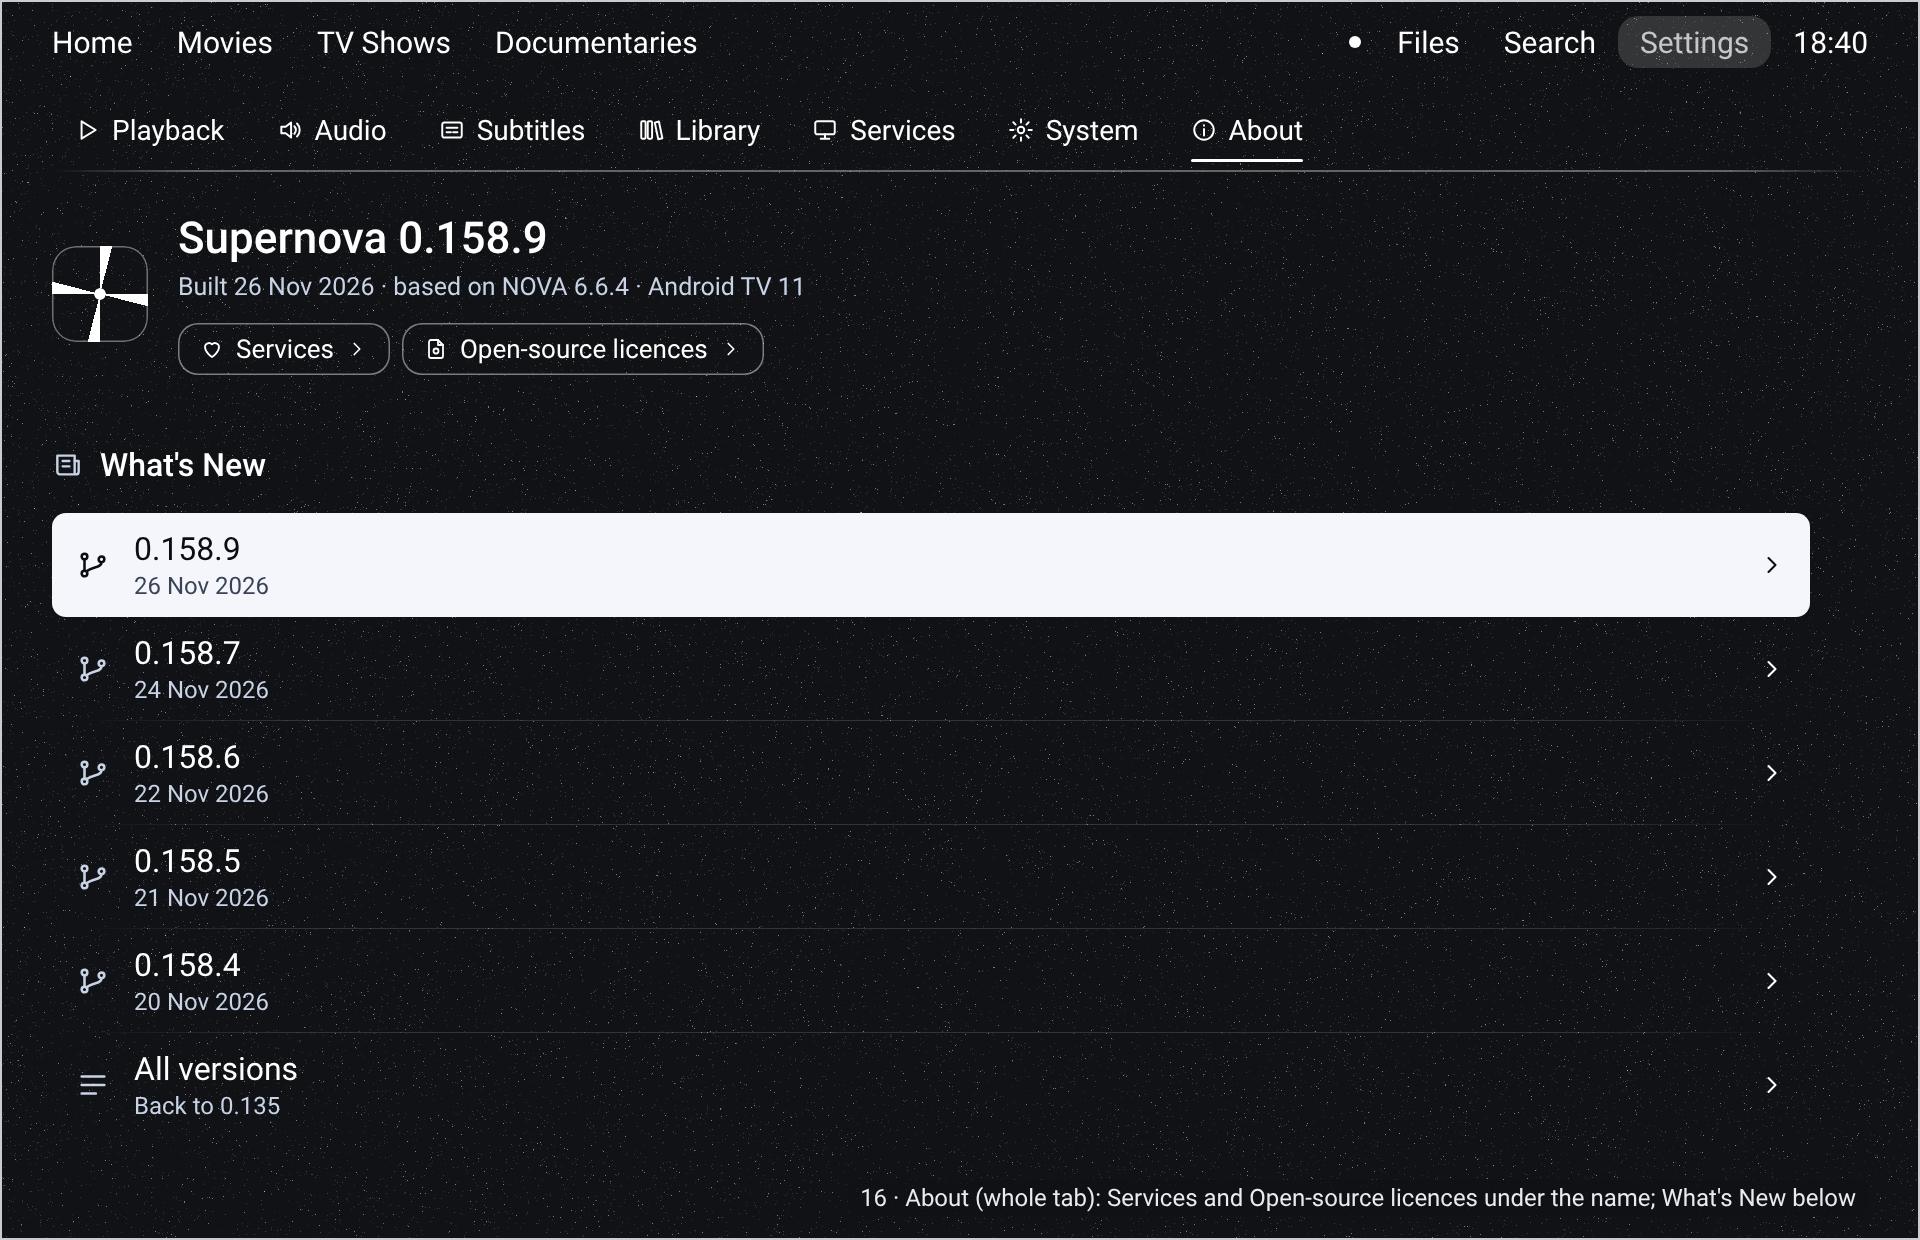 Home Movies TV Shows Documentaries Files Search Settings 18:40
Playback Audio Subtitles Library Services System About
Supernova 0.158.9
Built 26 Nov 2026 · based on NOVA 6.6.4 · Android TV 11
Services Open-source licences
What's New
0.158.9
26 Nov 2026
0.158.7
24 Nov 2026
0.158.6
22 Nov 2026
0.158.5
21 Nov 2026
0.158.4
20 Nov 2026
All versions
Back to 0.135
16 · About (whole tab): Services and Open-source licences under the name; What's New below